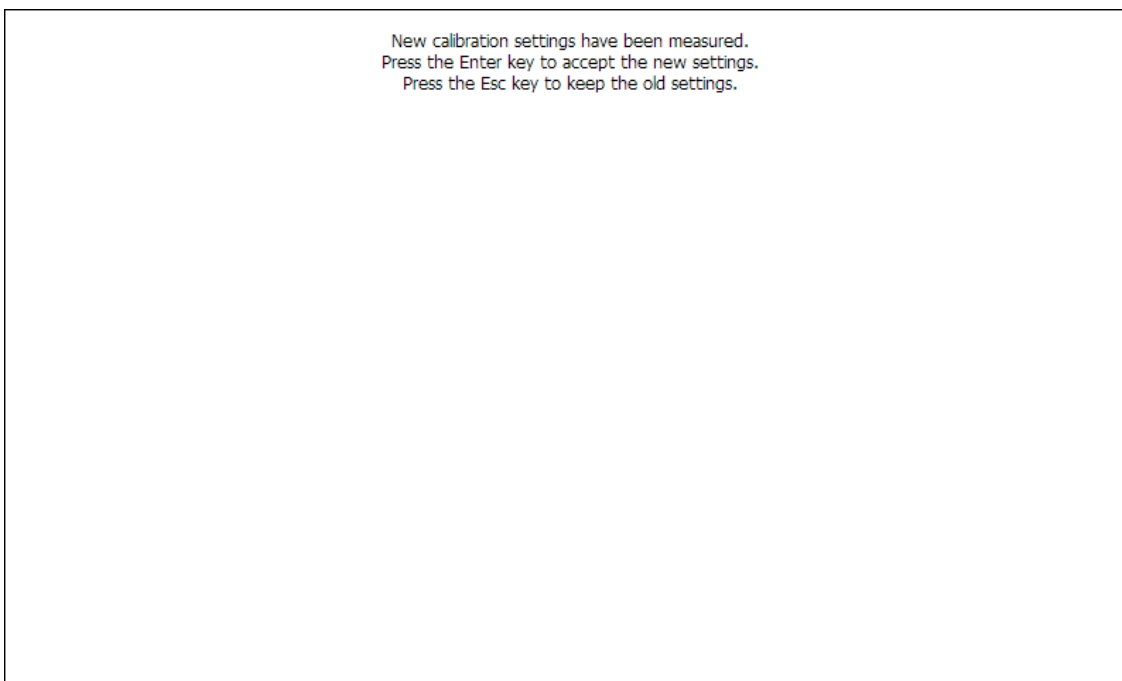 New calibration settings have been measured.
Press the Enter key to accept the new settings.
Press the Esc key to keep the old settings.